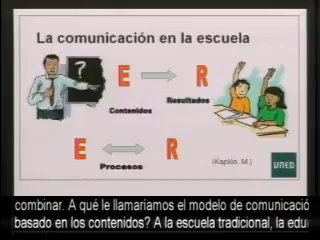 La comunicación en la escuela
?
E R
Contenidos
Resultados
E R
Procesos
(Kaplún, M.)
UNED
combinar. A qué le llamaríamos el modelo de comunicació
basado en los contenidos? A la escuela tradicional, la edu